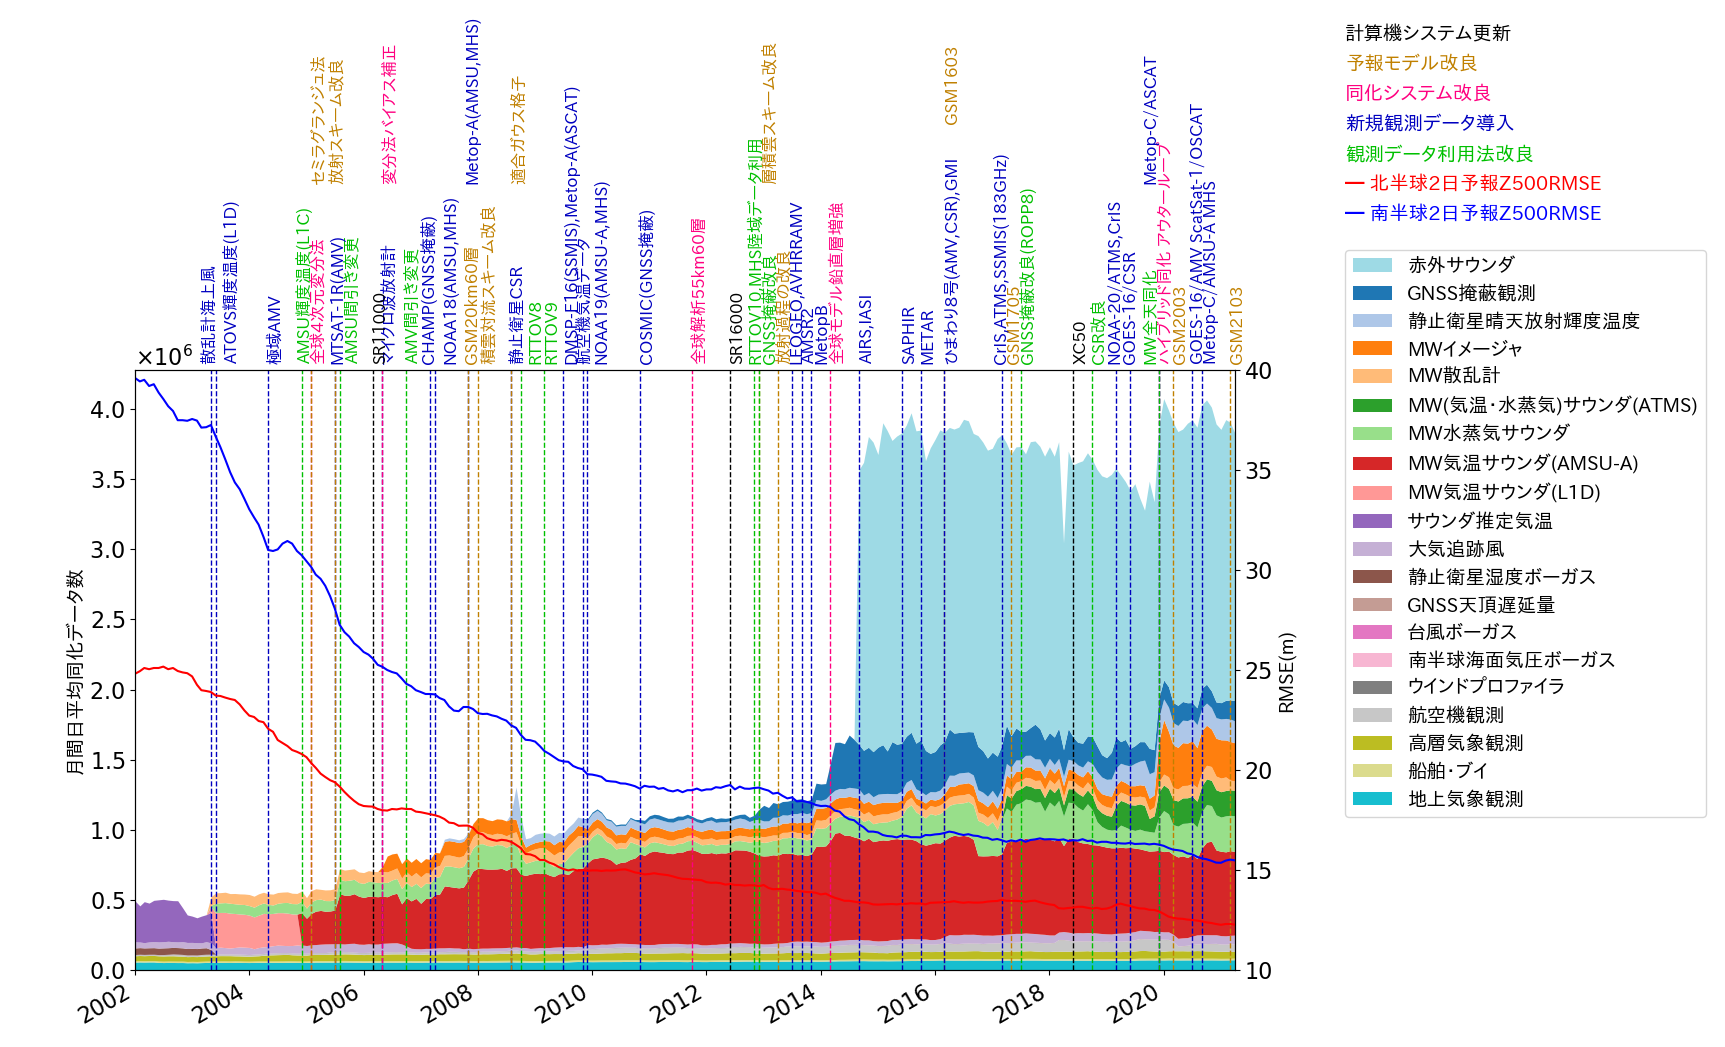 計算機システム更新
予報モデル改良
同化システム改良
新規観測データ導入
観測データ利用法改良
北半球2日予報Z500RMSE
南半球2日予報Z500RMSE
赤外サウンダ
GNSS掩蔽観測
静止衛星晴天放射輝度温度
MWイメージャ
MW散乱計
MW(気温・水蒸気)サウンダ(ATMS)
MW水蒸気サウンダ
MW気温サウンダ(AMSU-A)
MW気温サウンダ(L1D)
サウンダ推定気温
大気追跡風
静止衛星湿度ボーガス
GNSS天頂遅延量
台風ボーガス
南半球海面気圧ボーガス
ウインドプロファイラ
航空機観測
高層気象観測
船舶・ブイ
地上気象観測
散乱計海上風
ATOVS輝度温度(L1D)
極域AMV
AMSU輝度温度(L1C)
セミラグランジュ法
全球4次元変分法
放射スキーム改良
MTSAT-1R(AMV)
AMSU間引き変更
SR11000
変分法バイアス補正
マイクロ波放射計
AMV間引き変更
CHAMP(GNSS掩蔽)
NOAA18(AMSU,MHS)
Metop-A(AMSU,MHS)
GSM20km60層
積雲対流スキーム改良
適合ガウス格子
静止衛星CSR
RTTOV8
RTTOV9
DMSP-F16(SSMIS),Metop-A(ASCAT)
航空機気温データ
NOAA19(AMSU-A,MHS)
COSMIC(GNSS掩蔽)
全球解析55km60層
SR16000
RTTOV10,MHS陸域データ利用
GNSS掩蔽改良
層積雲スキーム改良
放射過程の改良
LEOGEO,AVHRRAMV
AMSR2
MetopB
全球モデル鉛直層増強
AIRS,IASI
SAPHIR
METAR
GSM1603
ひまわり8号(AMV,CSR),GMI
CrIS,ATMS,SSMIS(183GHz)
GSM1705
GNSS掩蔽改良(ROPP8)
XC50
CSR改良
NOAA-20/ATMS,CrIS
GOES-16/CSR
Metop-C/ASCAT
MW全天同化
ハイブリッド同化 アウターループ
GSM2003
GOES-16/AMV ScatSat-1/OSCAT
Metop-C/AMSU-A MHS
GSM2103
×10⁶
4.0
3.5
3.0
2.5
2.0
1.5
1.0
0.5
0.0
月間日平均同化データ数
40
35
30
25
20
15
10
RMSE(m)
2002
2004
2006
2008
2010
2012
2014
2016
2018
2020